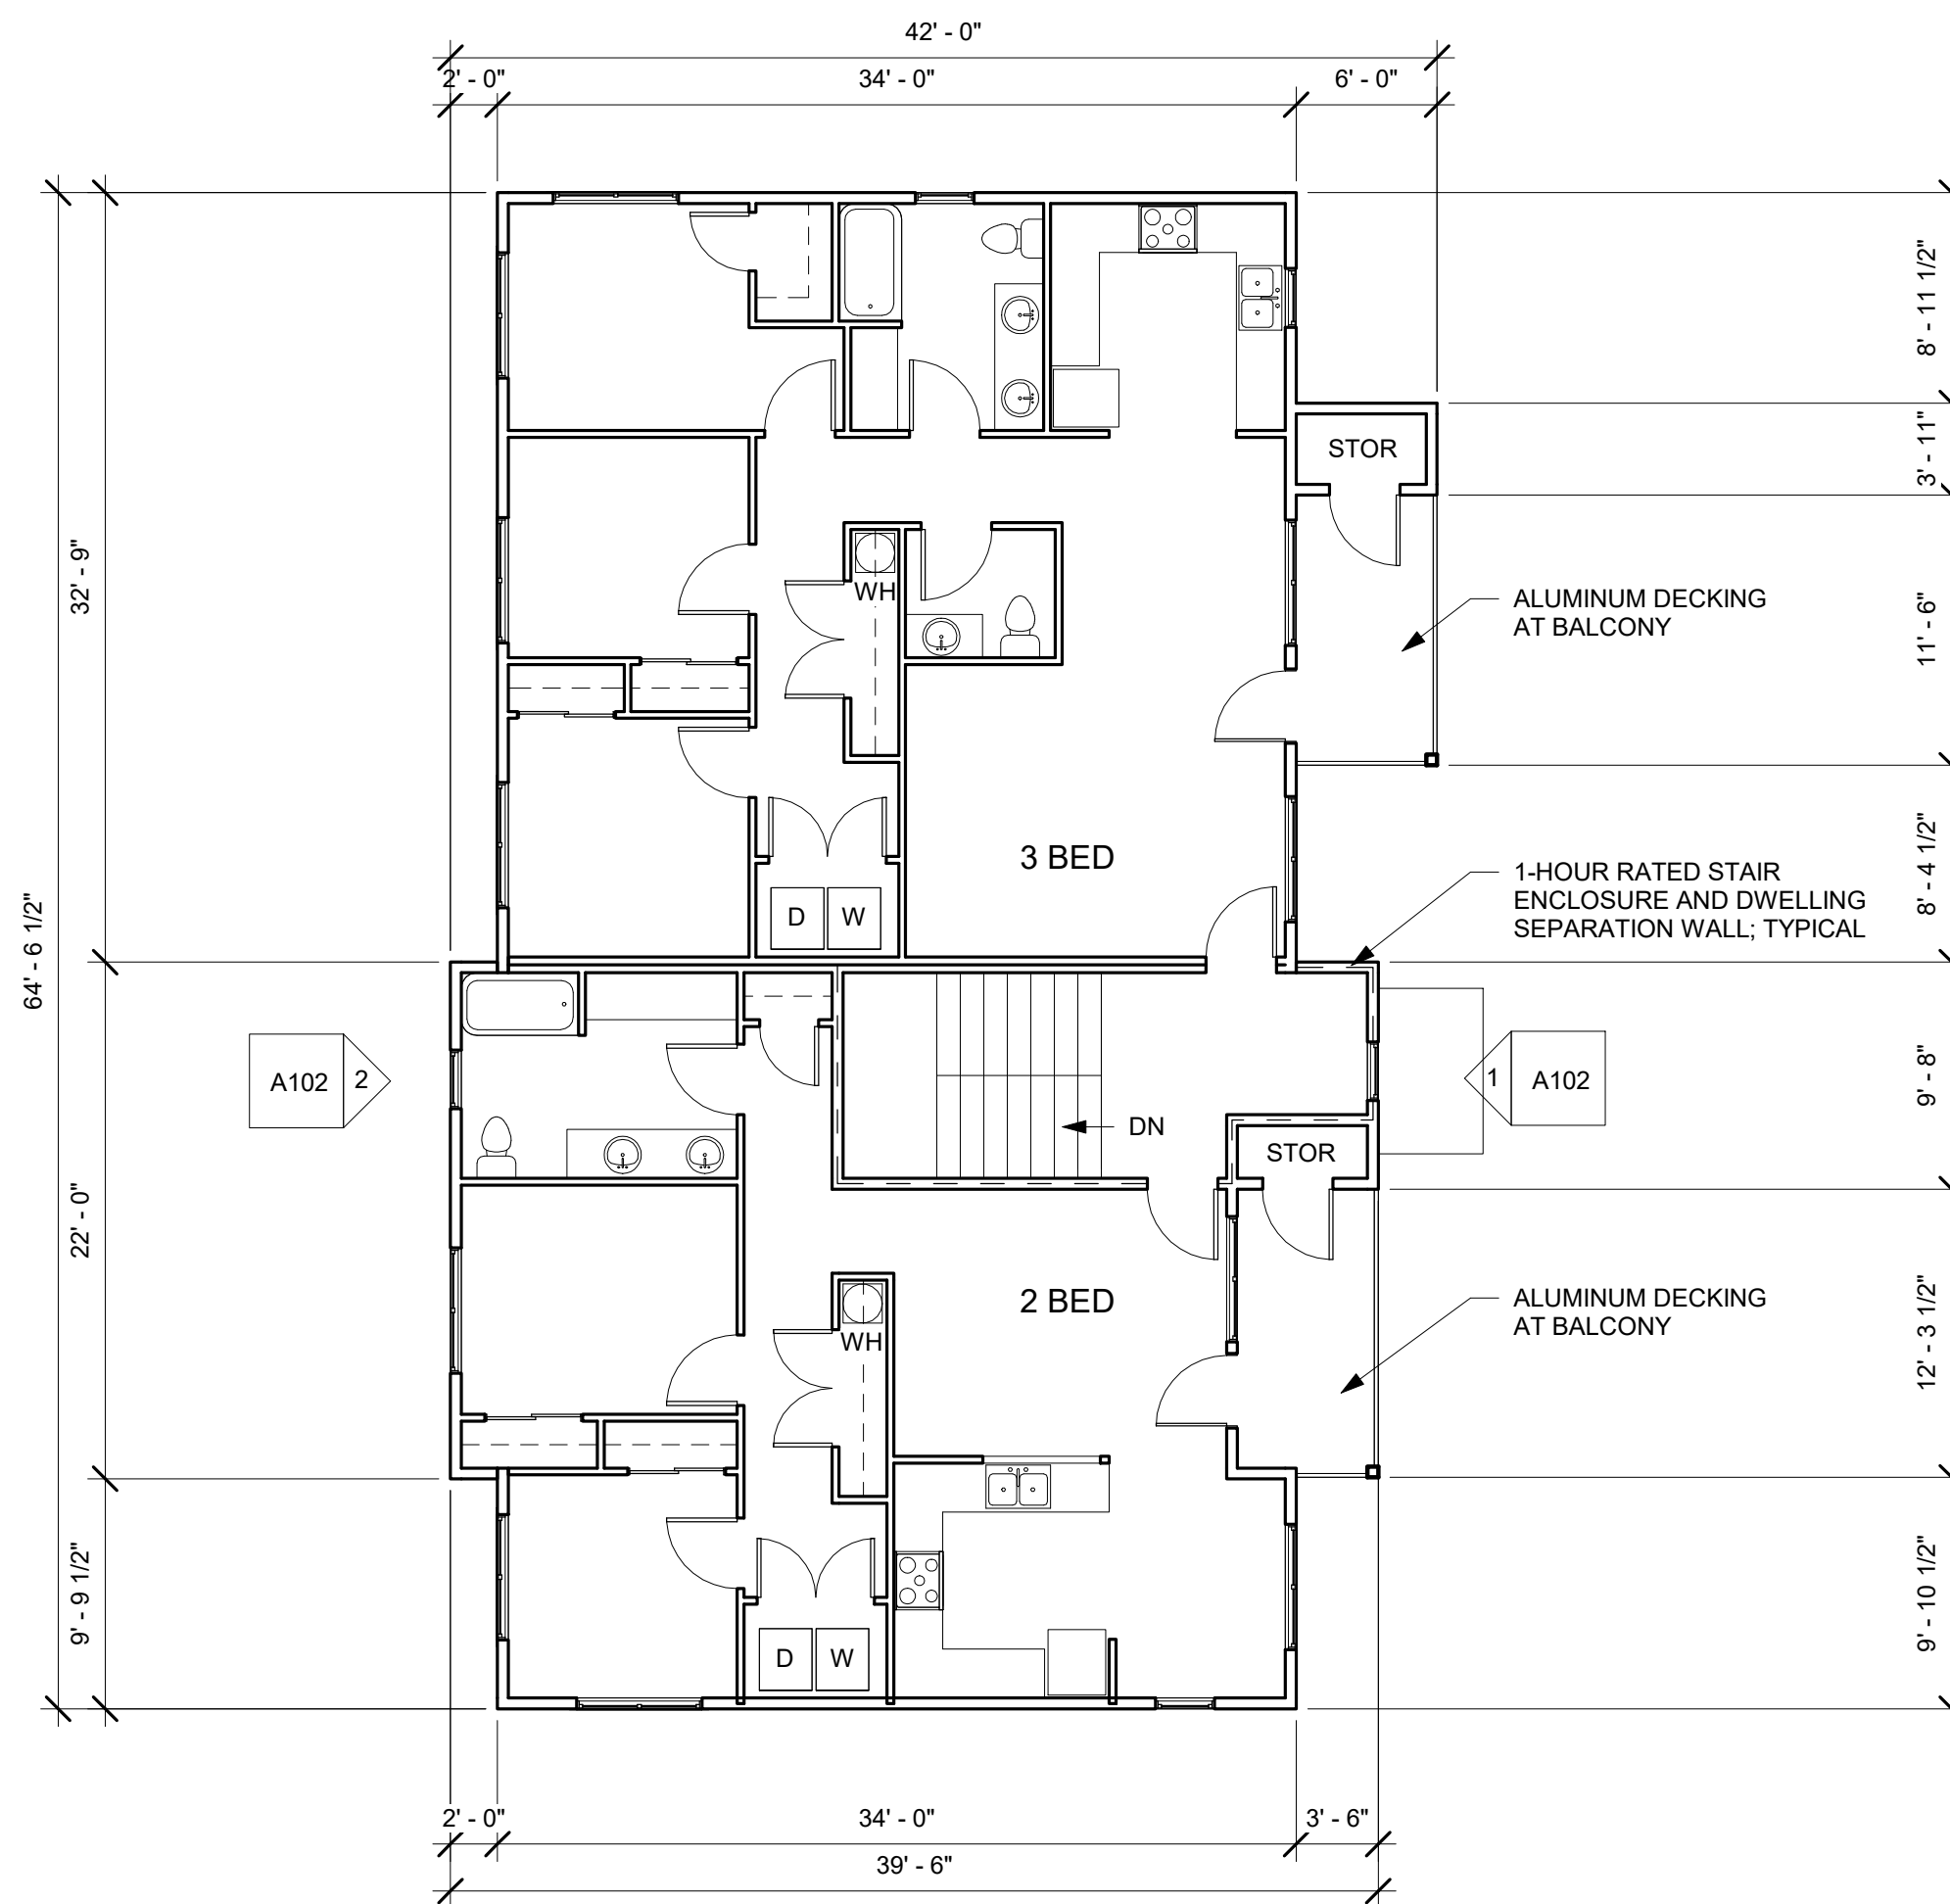 42' - 0"
2' - 0"
34' - 0"
6' - 0"
8' - 11 1/2"
STOR
3' - 11"
32' - 9"
WH
ALUMINUM DECKING
AT BALCONY
11' - 6"
3 BED
1-HOUR RATED STAIR
ENCLOSURE AND DWELLING
SEPARATION WALL; TYPICAL
8' - 4 1/2"
D
W
64' - 6 1/2"
A102
2
1
A102
9' - 8"
DN
STOR
22' - 0"
2 BED
WH
ALUMINUM DECKING
AT BALCONY
12' - 3 1/2"
9' - 9 1/2"
D
W
9' - 10 1/2"
2' - 0"
34' - 0"
3' - 6"
39' - 6"